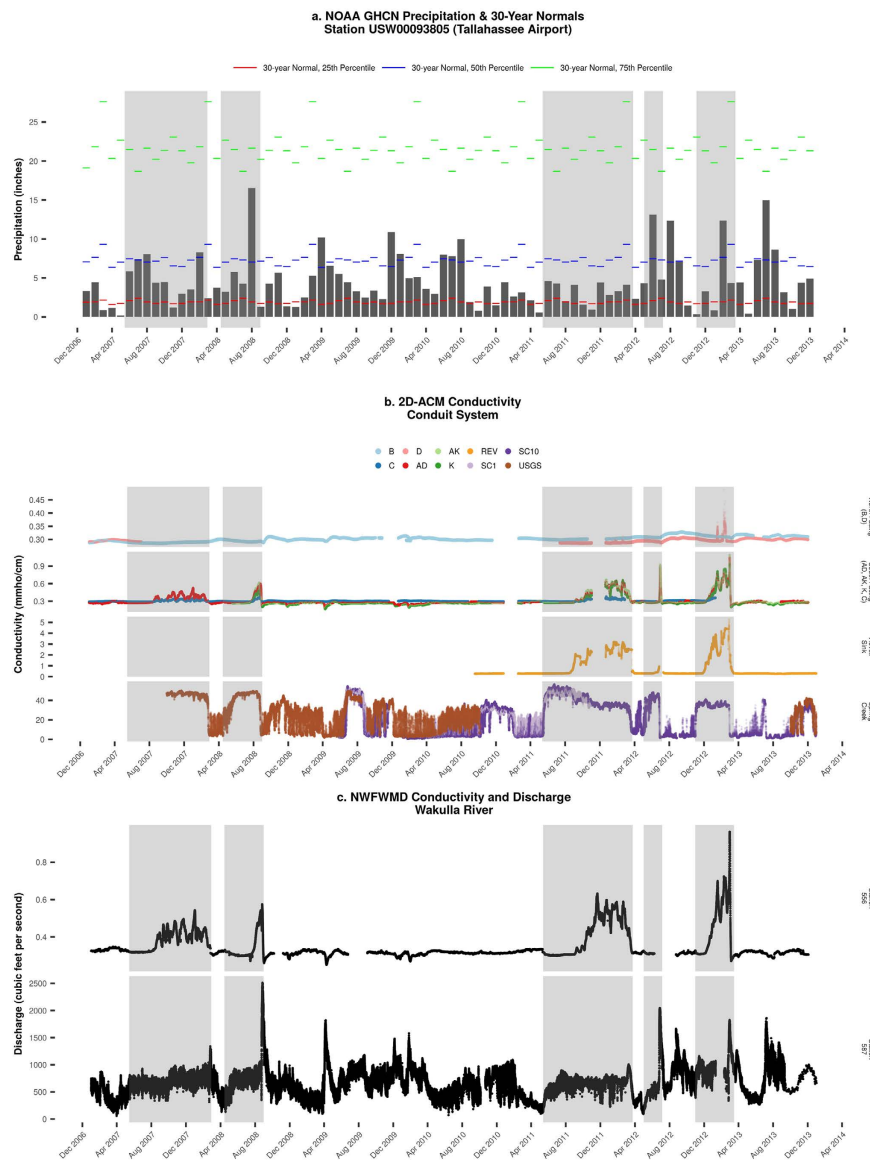 a. NOAA GHCN Precipitation & 30-Year Normals
Station USW00093805 (Tallahassee Airport)
30-year Normal, 25th Percentile 30-year Normal, 50th Percentile 30-year Normal, 75th Percentile
Precipitation (inches)
25
20
15
10
5
0
Dec 2006 Apr 2007 Aug 2007 Dec 2007 Apr 2008 Aug 2008 Dec 2008 Apr 2009 Aug 2009 Dec 2009 Apr 2010 Aug 2010 Dec 2010 Apr 2011 Aug 2011 Dec 2011 Apr 2012 Aug 2012 Dec 2012 Apr 2013 Aug 2013 Dec 2013 Apr 2014
b. 2D-ACM Conductivity
Conduit System
B D AK REV SC10
C AD K SC1 USGS
Conductivity (mmho/cm)
0.45
0.40
0.35
0.30
(B,D)
0.9
0.6
0.3
(AD, AK, K, C)
5
4
3
2
1
0
Sink
60
40
20
0
Creek
Dec 2006 Apr 2007 Aug 2007 Dec 2007 Apr 2008 Aug 2008 Dec 2008 Apr 2009 Aug 2009 Dec 2009 Apr 2010 Aug 2010 Dec 2010 Apr 2011 Aug 2011 Dec 2011 Apr 2012 Aug 2012 Dec 2012 Apr 2013 Aug 2013 Dec 2013 Apr 2014
c. NWFWMD Conductivity and Discharge
Wakulla River
Discharge (cubic feet per second)
0.8
0.6
0.4
556
2500
2000
1500
1000
500
0
587
Dec 2006 Apr 2007 Aug 2007 Dec 2007 Apr 2008 Aug 2008 Dec 2008 Apr 2009 Aug 2009 Dec 2009 Apr 2010 Aug 2010 Dec 2010 Apr 2011 Aug 2011 Dec 2011 Apr 2012 Aug 2012 Dec 2012 Apr 2013 Aug 2013 Dec 2013 Apr 2014